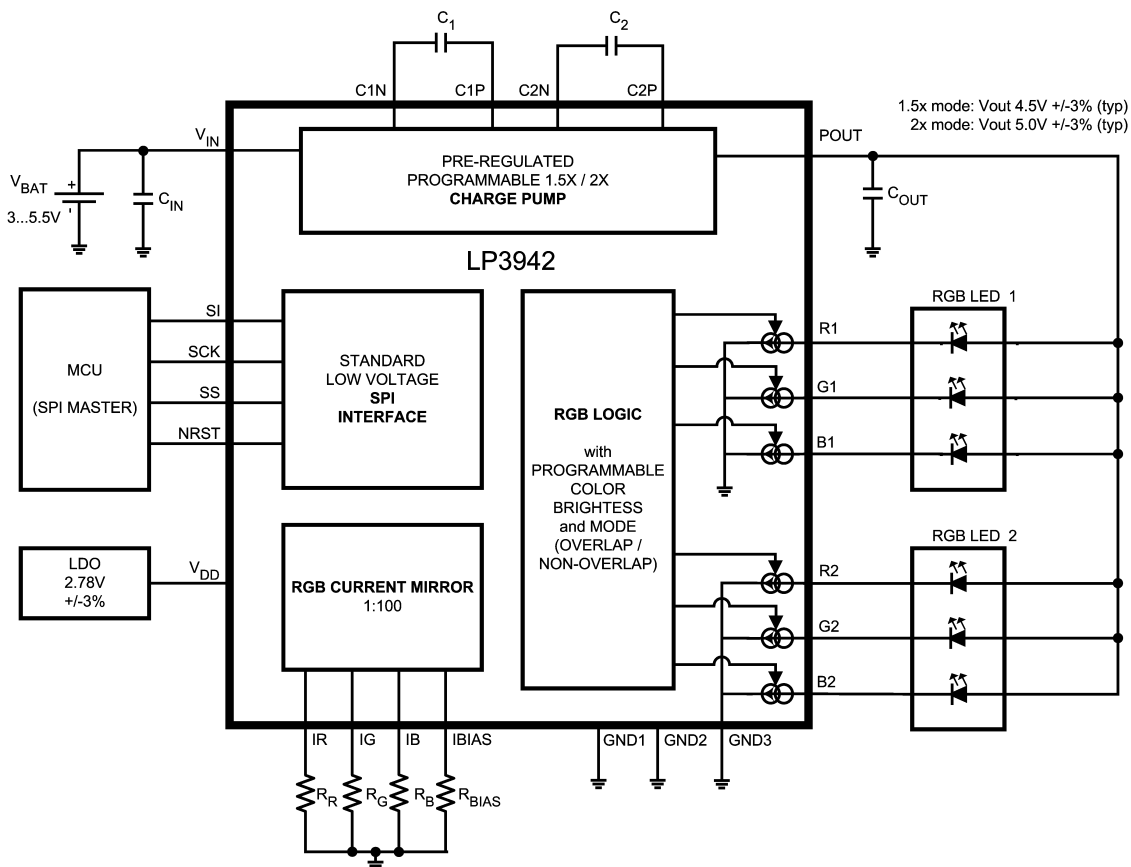 C1
C2
C1N
C1P
C2N
C2P
1.5x mode: Vout 4.5V +/-3% (typ)
2x mode: Vout 5.0V +/-3% (typ)
VIN
POUT
PRE-REGULATED
PROGRAMMABLE 1.5X / 2X
CHARGE PUMP
VBAT
+
-
3...5.5V
CIN
COUT
LP3942
MCU
(SPI MASTER)
SI
SCK
SS
NRST
STANDARD
LOW VOLTAGE
SPI
INTERFACE
RGB LOGIC
with
PROGRAMMABLE
COLOR
BRIGHTESS
and MODE
(OVERLAP /
NON-OVERLAP)
RGB LED 1
R1
G1
B1
RGB LED 2
R2
G2
B2
LDO
2.78V
+/-3%
VDD
RGB CURRENT MIRROR
1:100
IR
IG
IB
IBIAS
GND1
GND2
GND3
RR
RG
RB
RBIAS